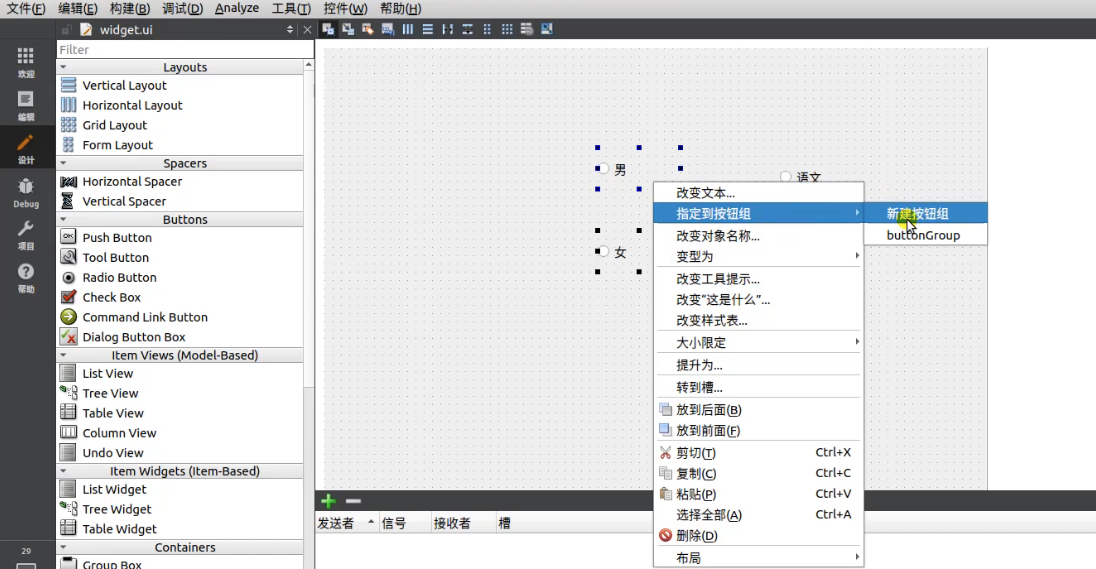 文件(F) 编辑(E) 构建(B) 调试(D) Analyze 工具(T) 控件(W) 帮助(H)
widget.ui
欢迎
编辑
设计
Debug
项目
帮助
29
Filter
Layouts
Vertical Layout
Horizontal Layout
Grid Layout
Form Layout
Spacers
Horizontal Spacer
Vertical Spacer
Buttons
OK Push Button
Tool Button
Radio Button
Check Box
Command Link Button
Dialog Button Box
Item Views (Model-Based)
List View
Tree View
Table View
Column View
Undo View
Item Widgets (Item-Based)
List Widget
Tree Widget
Table Widget
Containers
Group Box
男
语文
女
改变文本...
指定到按钮组
改变对象名称...
变型为
改变工具提示...
改变“这是什么”...
改变样式表...
大小限定
提升为...
转到槽...
放到后面(B)
放到前面(F)
剪切(T) Ctrl+X
复制(C) Ctrl+C
粘贴(P) Ctrl+V
选择全部(A) Ctrl+A
删除(D)
布局
新建按钮组
buttonGroup
发送者 信号 接收者 槽